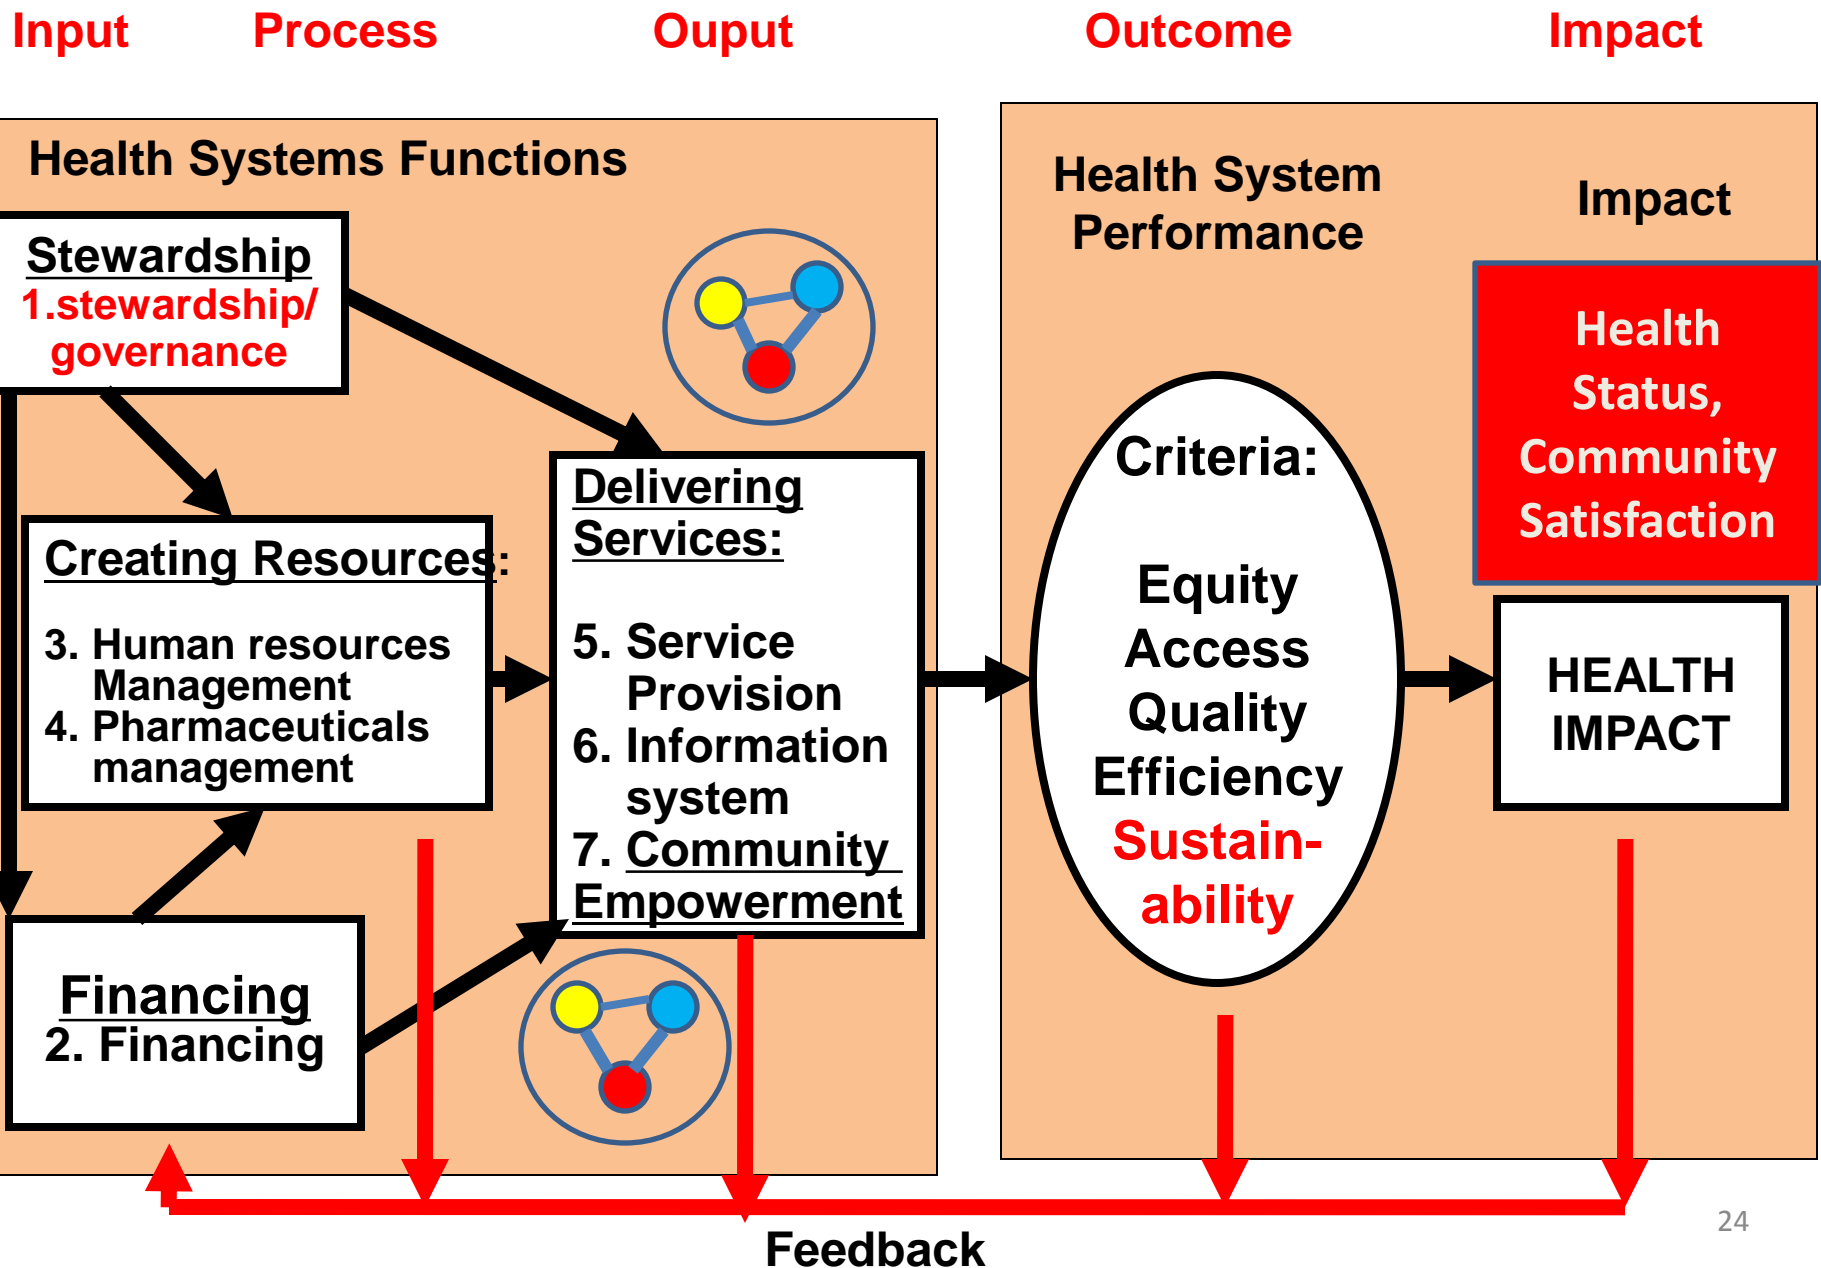 Input Process Ouput Outcome Impact
Health Systems Functions
Stewardship
1.stewardship/
governance
Creating Resources:
3. Human resources
Management
4. Pharmaceuticals
management
Financing
2. Financing
Delivering
Services:
5. Service
Provision
6. Information
system
7. Community
Empowerment
Health System
Performance
Criteria:
Equity
Access
Quality
Efficiency
Sustain-
ability
Impact
Health
Status,
Community
Satisfaction
HEALTH
IMPACT
Feedback
24